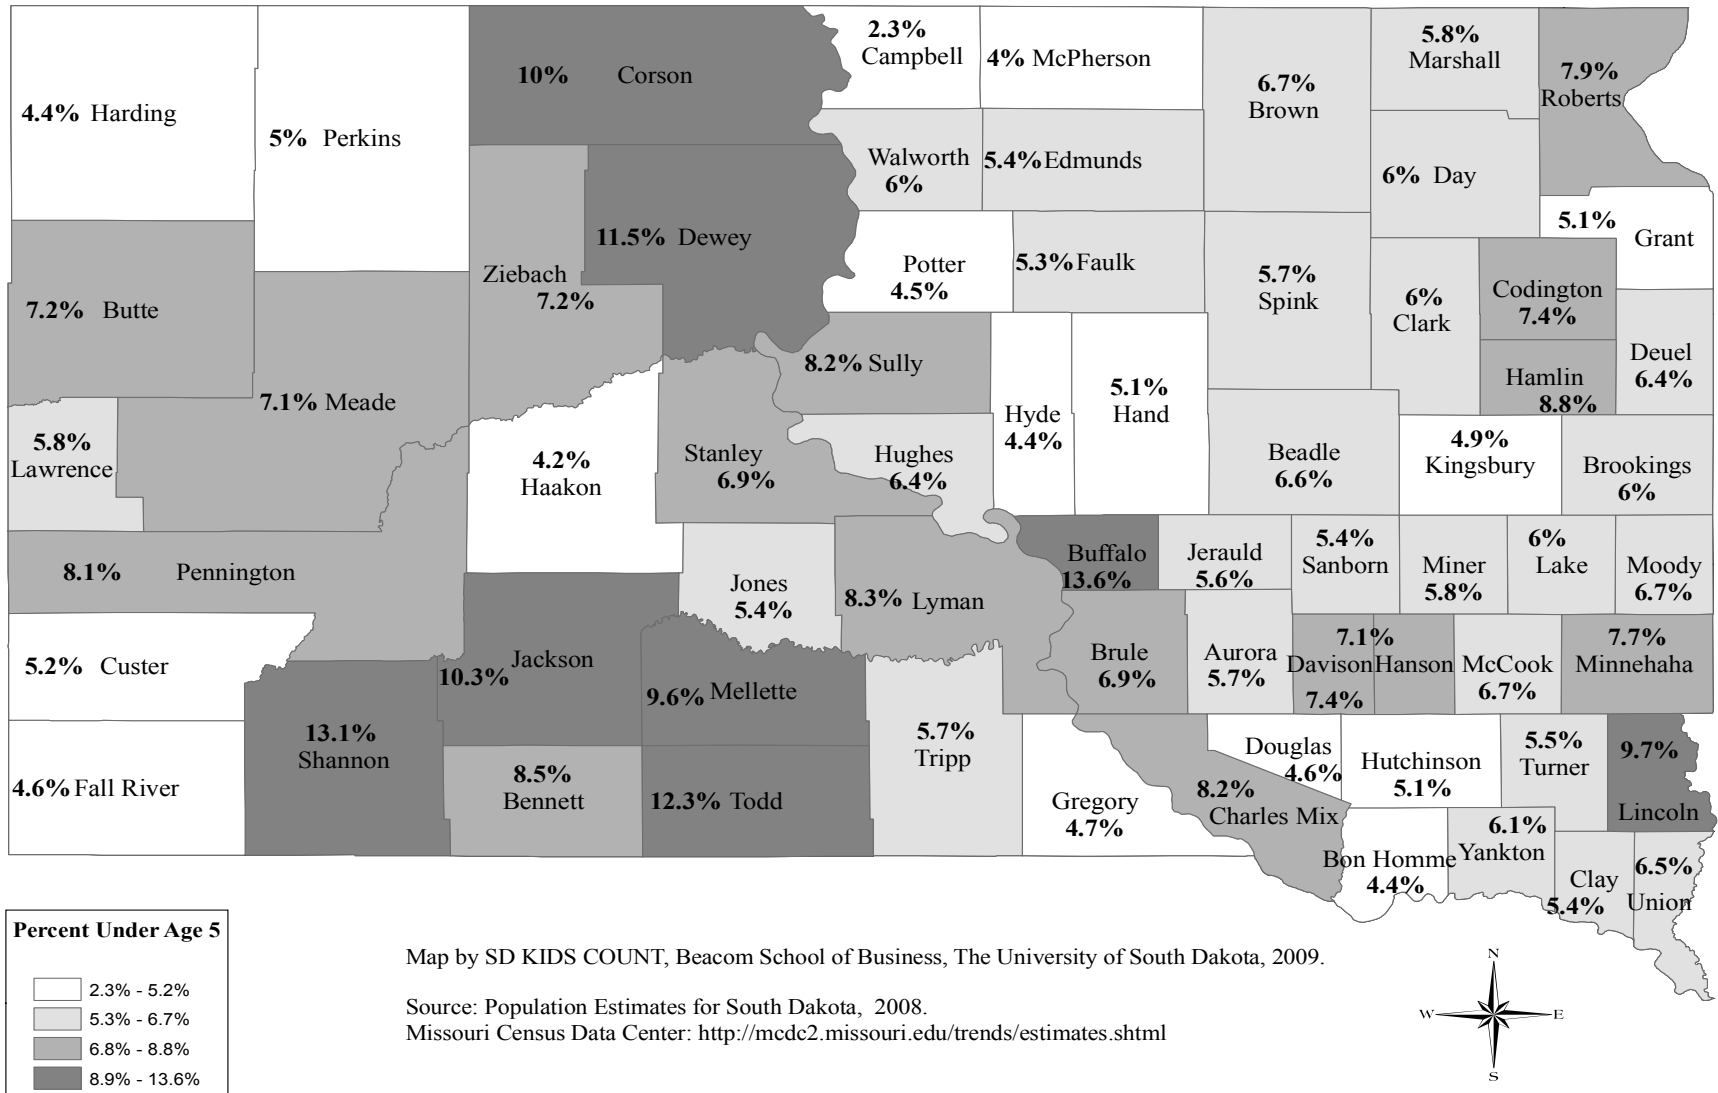 2.3%
Campbell
4% McPherson
5.8%
Marshall
7.9%
Roberts
10% Corson
6.7%
Brown
4.4% Harding
5% Perkins
Walworth
6%
5.4% Edmunds
6% Day
5.1%
Grant
11.5% Dewey
Ziebach
7.2%
Potter
4.5%
5.3% Faulk
5.7%
Spink
6%
Clark
Codington
7.4%
7.2% Butte
8.2% Sully
Deuel
6.4%
Hamlin
8.8%
7.1% Meade
5.1%
Hand
Hyde
4.4%
5.8%
Lawrence
4.2%
Haakon
Stanley
6.9%
Hughes
6.4%
Beadle
6.6%
4.9%
Kingsbury
Brookings
6%
8.1% Pennington
Jones
5.4%
8.3% Lyman
Buffalo
13.6%
Jerauld
5.6%
5.4%
Sanborn
Miner
5.8%
6%
Lake
Moody
6.7%
5.2% Custer
Jackson
10.3%
9.6% Mellette
Brule
6.9%
Aurora
5.7%
7.1%
Davison
7.4%
Hanson
McCook
6.7%
7.7%
Minnehaha
13.1%
Shannon
5.7%
Tripp
Douglas
4.6%
Hutchinson
5.1%
5.5%
Turner
9.7%
Lincoln
4.6% Fall River
8.5%
Bennett
12.3% Todd
Gregory
4.7%
8.2%
Charles Mix
Bon Homme
4.4%
6.1%
Yankton
Clay
5.4%
6.5%
Union
Percent Under Age 5
2.3% - 5.2%
5.3% - 6.7%
6.8% - 8.8%
8.9% - 13.6%
Map by SD KIDS COUNT, Beacom School of Business, The University of South Dakota, 2009.
Source: Population Estimates for South Dakota, 2008.
Missouri Census Data Center: http://mcdc2.missouri.edu/trends/estimates.shtml
N
W
E
S